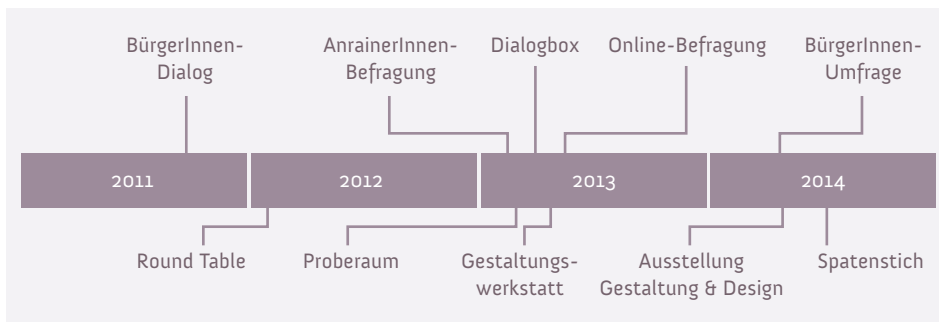 BürgerInnen-
Dialog
AnrainerInnen-
Befragung
Dialogbox
Online-Befragung
BürgerInnen-
Umfrage
2011
2012
2013
2014
Round Table
Proberaum
Gestaltungs-
werkstatt
Ausstellung
Gestaltung & Design
Spatenstich